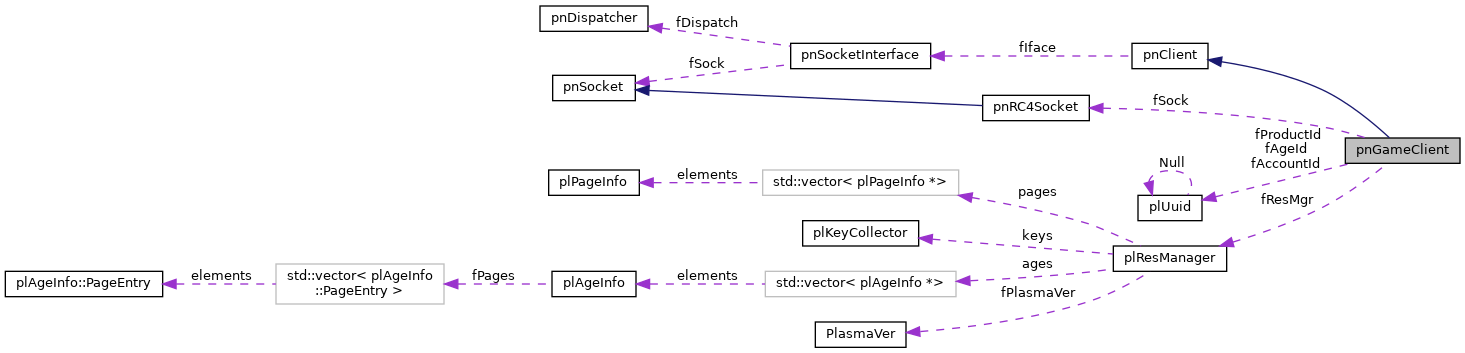 pnDispatcher
fDispatch
pnSocketInterface
fIface
pnClient
fSock
pnSocket
pnRC4Socket
fSock
fProductId
fAgeId
fAccountId
pnGameClient
Null
plPageInfo
elements
std::vector< plPageInfo *>
pages
plUuid
fResMgr
plKeyCollector
keys
plResManager
ages
plAgeInfo::PageEntry
elements
std::vector< plAgeInfo
::PageEntry >
fPages
plAgeInfo
elements
std::vector< plAgeInfo *>
fPlasmaVer
PlasmaVer